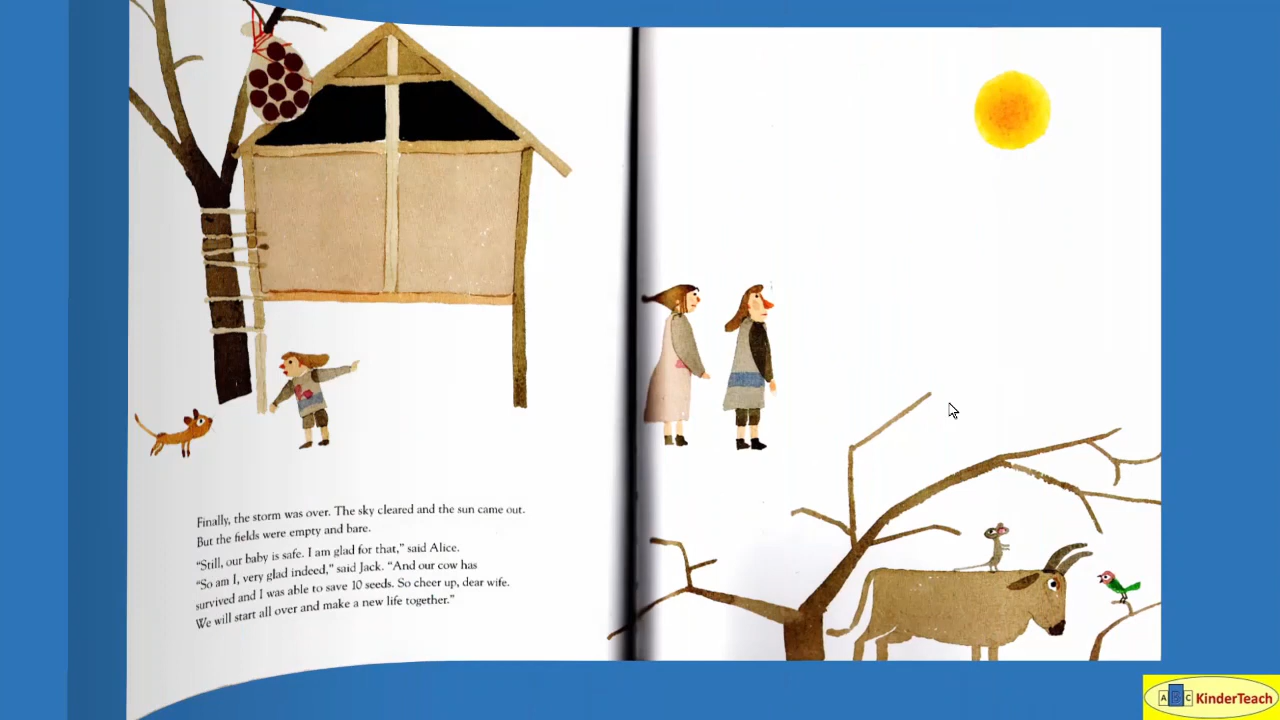 Finally, the storm was over. The sky cleared and the sun came out.
But the fields were empty and bare.
"Still, our baby is safe. I am glad for that," said Alice.
"So am I, very glad indeed," said Jack. "And our cow has
survived and I was able to save 10 seeds. So cheer up, dear wife.
We will start all over and make a new life together."
A B C KinderTeach